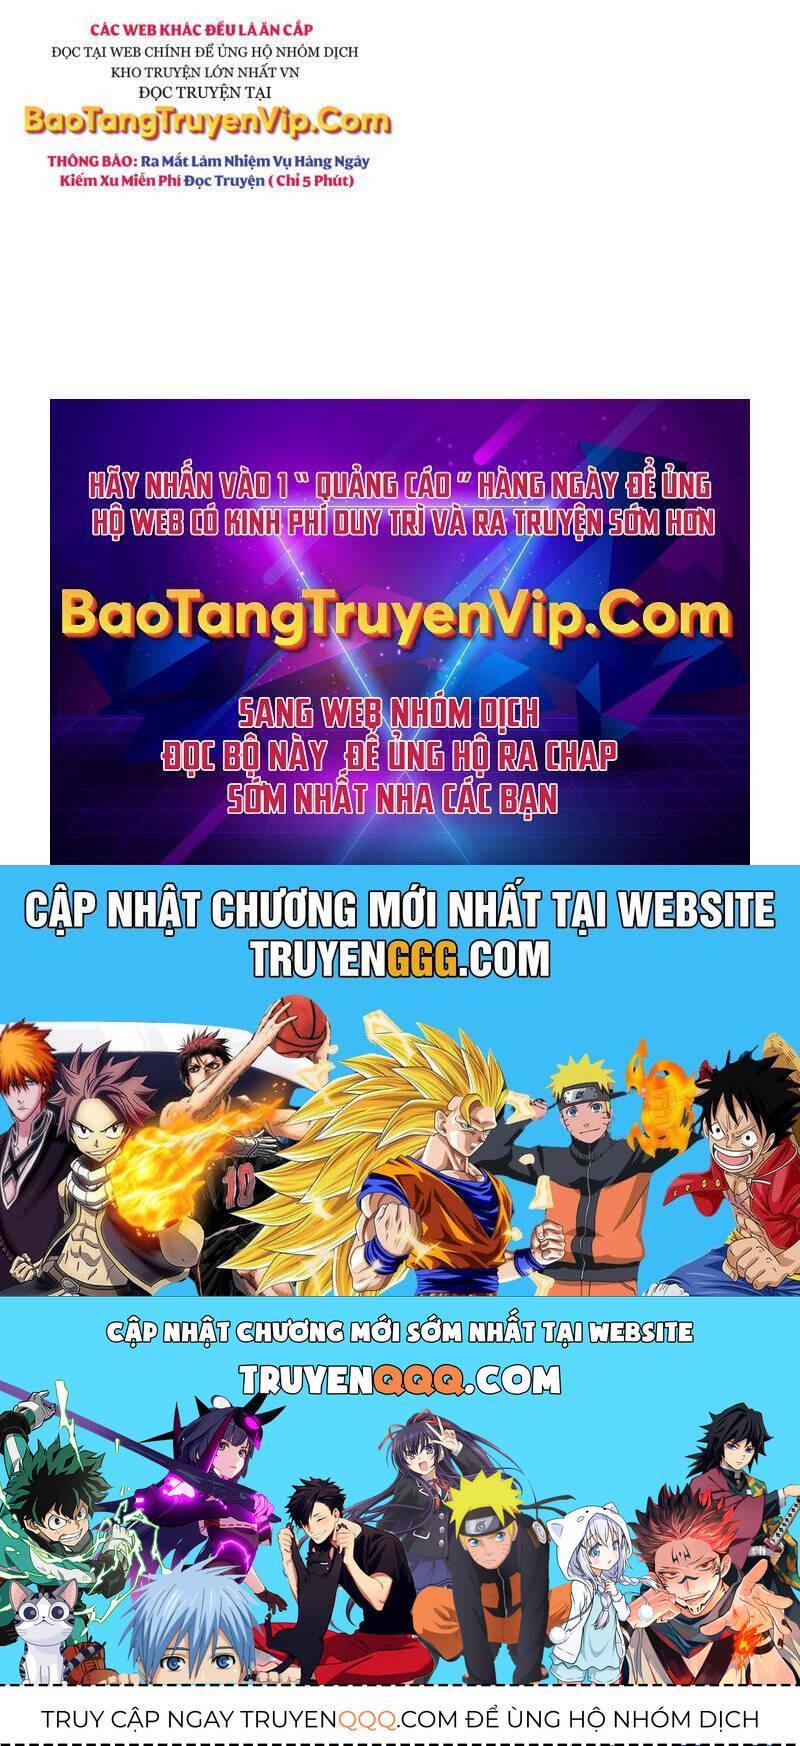 CÁC WEB KHÁC ĐỀU LÀ ĂN CẮP
ĐỌC TẠI WEB CHÍNH ĐỂ ỦNG HỘ NHÓM DỊCH
KHO TRUYỆN LỚN NHẤT VN
ĐỌC TRUYỆN TẠI
BaoTangTruyenVip.Com
THÔNG BÁO: Ra Mắt Làm Nhiệm Vụ Hàng Ngày
Kiếm Xu Miễn Phí Đọc Truyện ( Chỉ 5 Phút)
HÃY NHẤN VÀO 1 “ QUẢNG CÁO ” HÀNG NGÀY ĐỂ ỦNG
HỘ WEB CÓ KINH PHÍ DUY TRÌ VÀ RA TRUYỆN SỚM HƠN
BaoTangTruyenVip.Com
SANG WEB NHÓM DỊCH
ĐỌC BỘ NÀY ĐỂ ỦNG HỘ RA CHAP
SỚM NHẤT NHA CÁC BẠN
CẬP NHẬT CHƯƠNG MỚI NHẤT TẠI WEBSITE
TRUYENGGG.COM
10
CẬP NHẬT CHƯƠNG MỚI SỚM NHẤT TẠI WEBSITE
TRUYENQQQ.COM
TRUY CẬP NGAY TRUYENQQQ.COM ĐỂ ÙNG HỘ NHÓM DỊCH